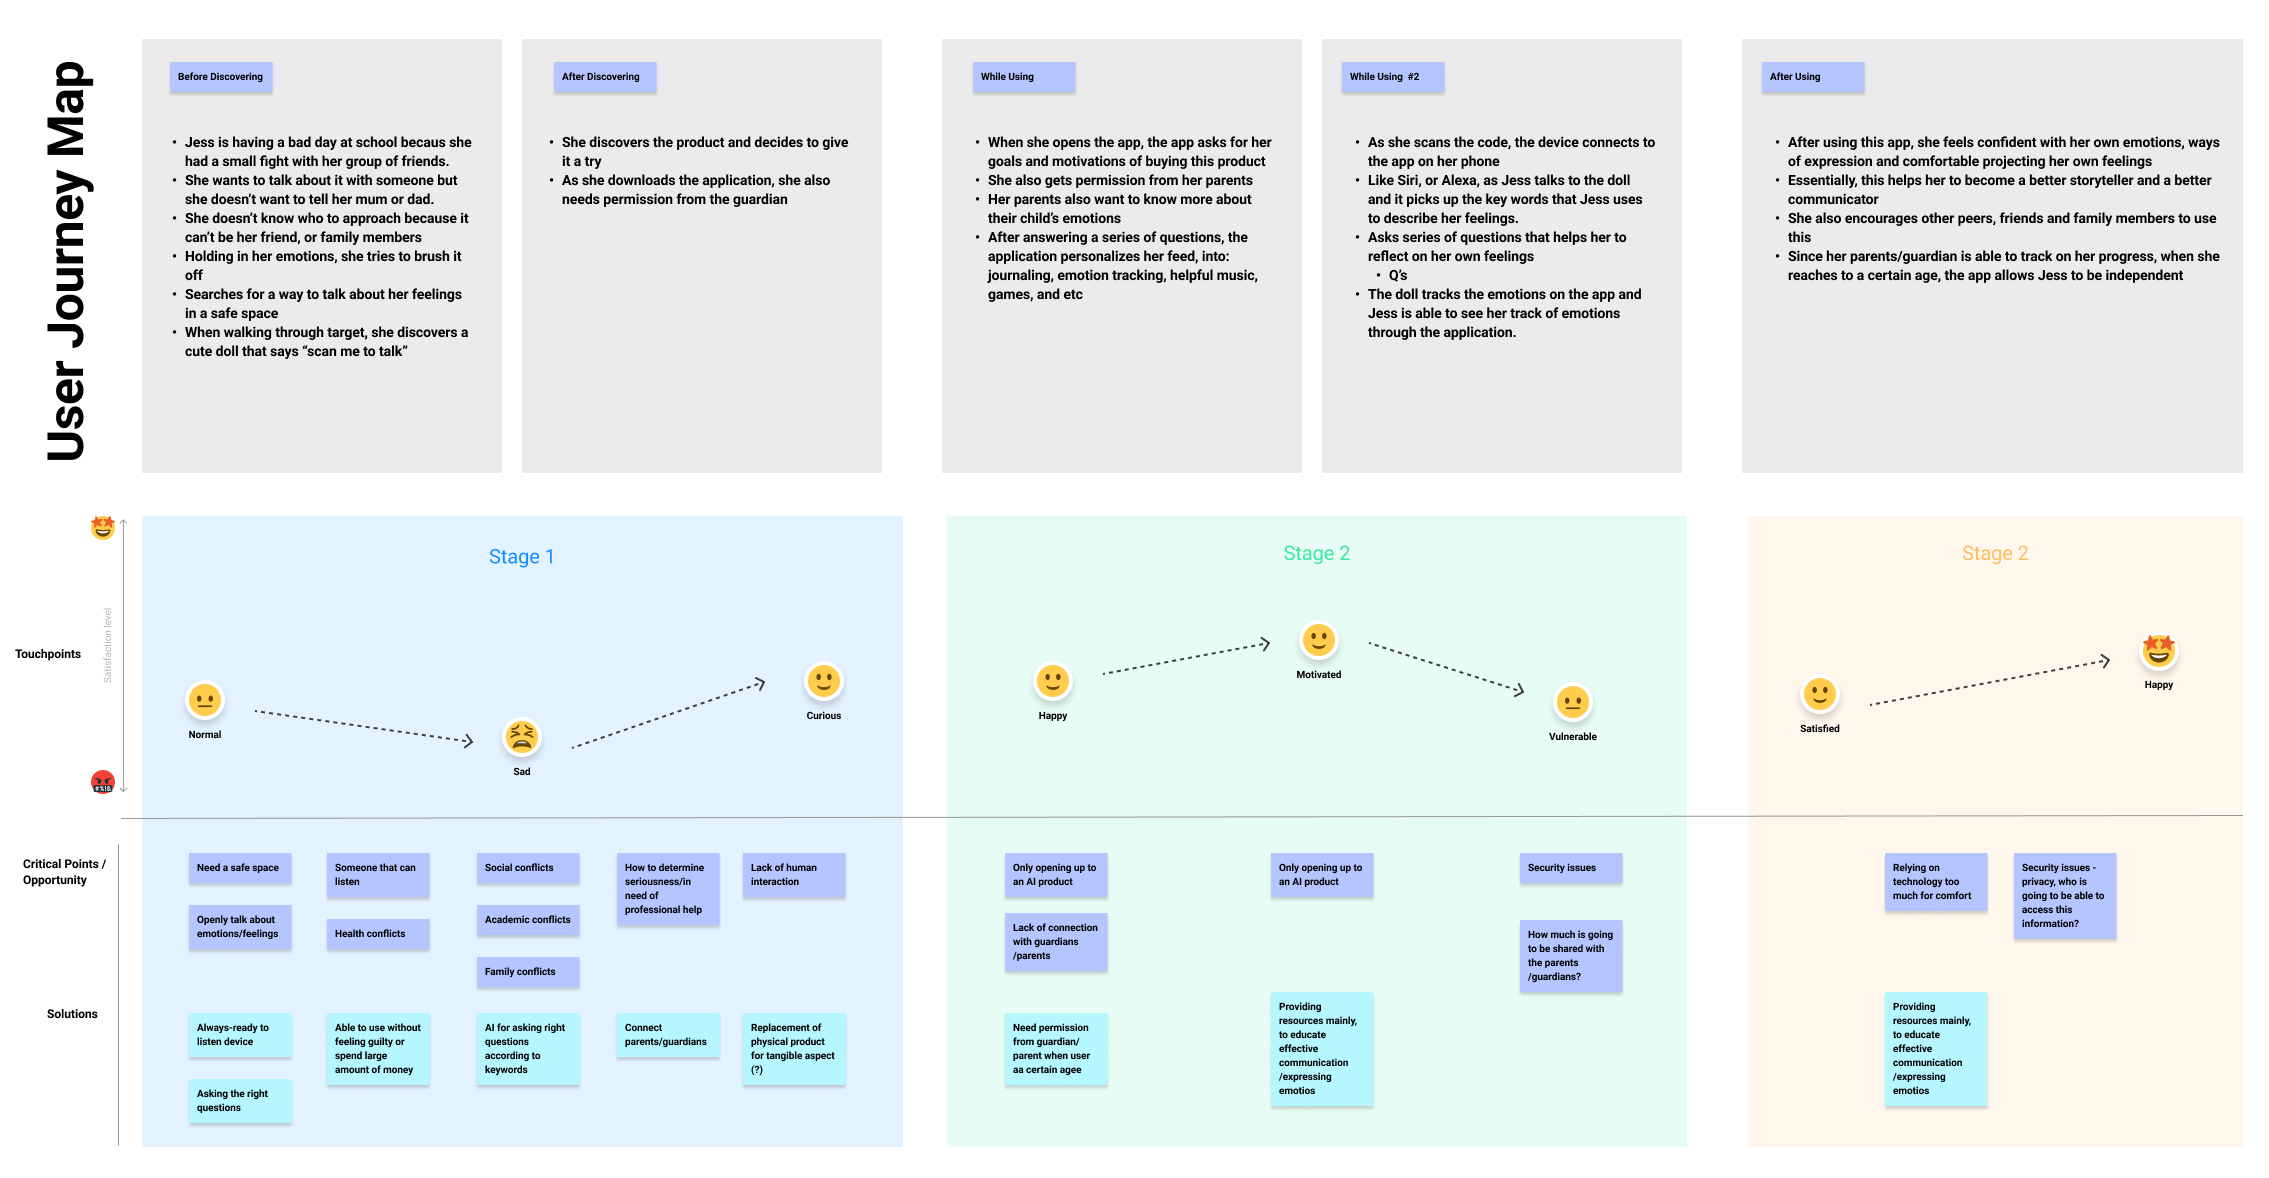 User Journey Map
Before Discovering
• Jess is having a bad day at school becaus she
had a small fight with her group of friends.
• She wants to talk about it with someone but
she doesn't want to tell her mum or dad.
• She doesn't know who to approach because it
can't be her friend, or family members
• Holding in her emotions, she tries to brush it
off
• Searches for a way to talk about her feelings
in a safe space
• When walking through target, she discovers a
cute doll that says “scan me to talk”
After Discovering
• She discovers the product and decides to give
it a try
• As she downloads the application, she also
needs permission from the guardian
While Using
• When she opens the app, the app asks for her
goals and motivations of buying this product
• She also gets permission from her parents
• Her parents also want to know more about
their child's emotions
• After answering a series of questions, the
application personalizes her feed, into:
journaling, emotion tracking, helpful music,
games, and etc
While Using #2
• As she scans the code, the device connects to
the app on her phone
• Like Siri, or Alexa, as Jess talks to the doll
and it picks up the key words that Jess uses
to describe her feelings.
• Asks series of questions that helps her to
reflect on her own feelings
• Q's
• The doll tracks the emotions on the app and
Jess is able to see her track of emotions
through the application.
After Using
• After using this app, she feels confident with her own emotions, ways
of expression and comfortable projecting her own feelings
• Essentially, this helps her to become a better storyteller and a better
communicator
• She also encourages other peers, friends and family members to use
this
• Since her parents/guardian is able to track on her progress, when she
reaches to a certain age, the app allows Jess to be independent
Touchpoints
Satisfaction level
#%!&
Stage 1
Normal
Sad
Curious
Stage 2
Happy
Motivated
Vulnerable
Stage 2
Satisfied
Happy
Critical Points /
Opportunity
Need a safe space
Openly talk about
emotions/feelings
Someone that can
listen
Health conflicts
Social conflicts
Academic conflicts
Family conflicts
How to determine
seriousness/in
need of
professional help
Lack of human
interaction
Only opening up to
an AI product
Lack of connection
with guardians
/parents
Only opening up to
an AI product
Security issues
How much is going
to be shared with
the parents
/guardians?
Relying on
technology too
much for comfort
Security issues -
privacy, who is
going to be able to
access this
information?
Solutions
Always-ready to
listen device
Asking the right
questions
Able to use without
feeling guilty or
spend large
amount of money
AI for asking right
questions
according to
keywords
Connect
parents/guardians
Replacement of
physical product
for tangible aspect
(?)
Need permission
from guardian/
parent when user
aa certain agee
Providing
resources mainly,
to educate
effective
communication
/expressing
emotios
Providing
resources mainly,
to educate
effective
communication
/expressing
emotios